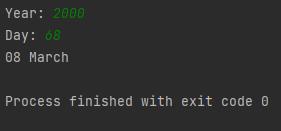 Year: 2000
Day: 68
08 March
Process finished with exit code 0